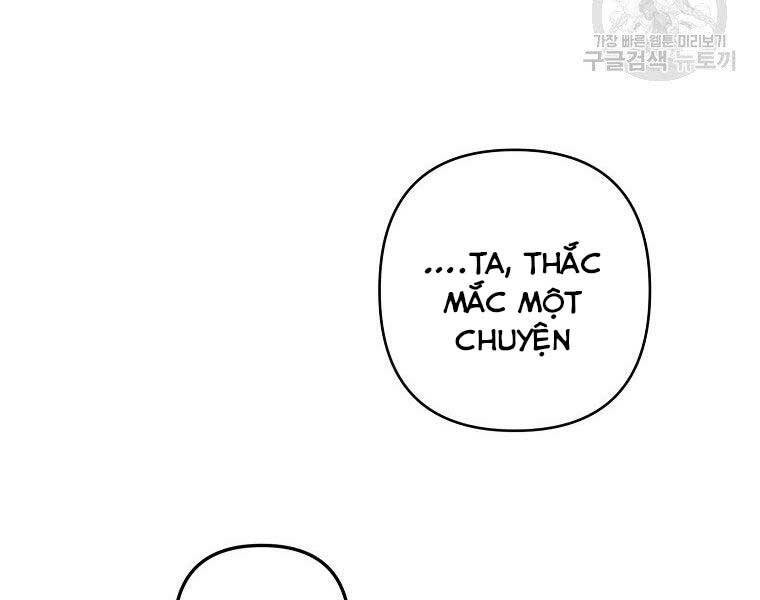 가장 빠른 웹툰 미리보기
구글검색 뉴토끼
....TA, THẮC
MẮC MỘT
CHUYỆN